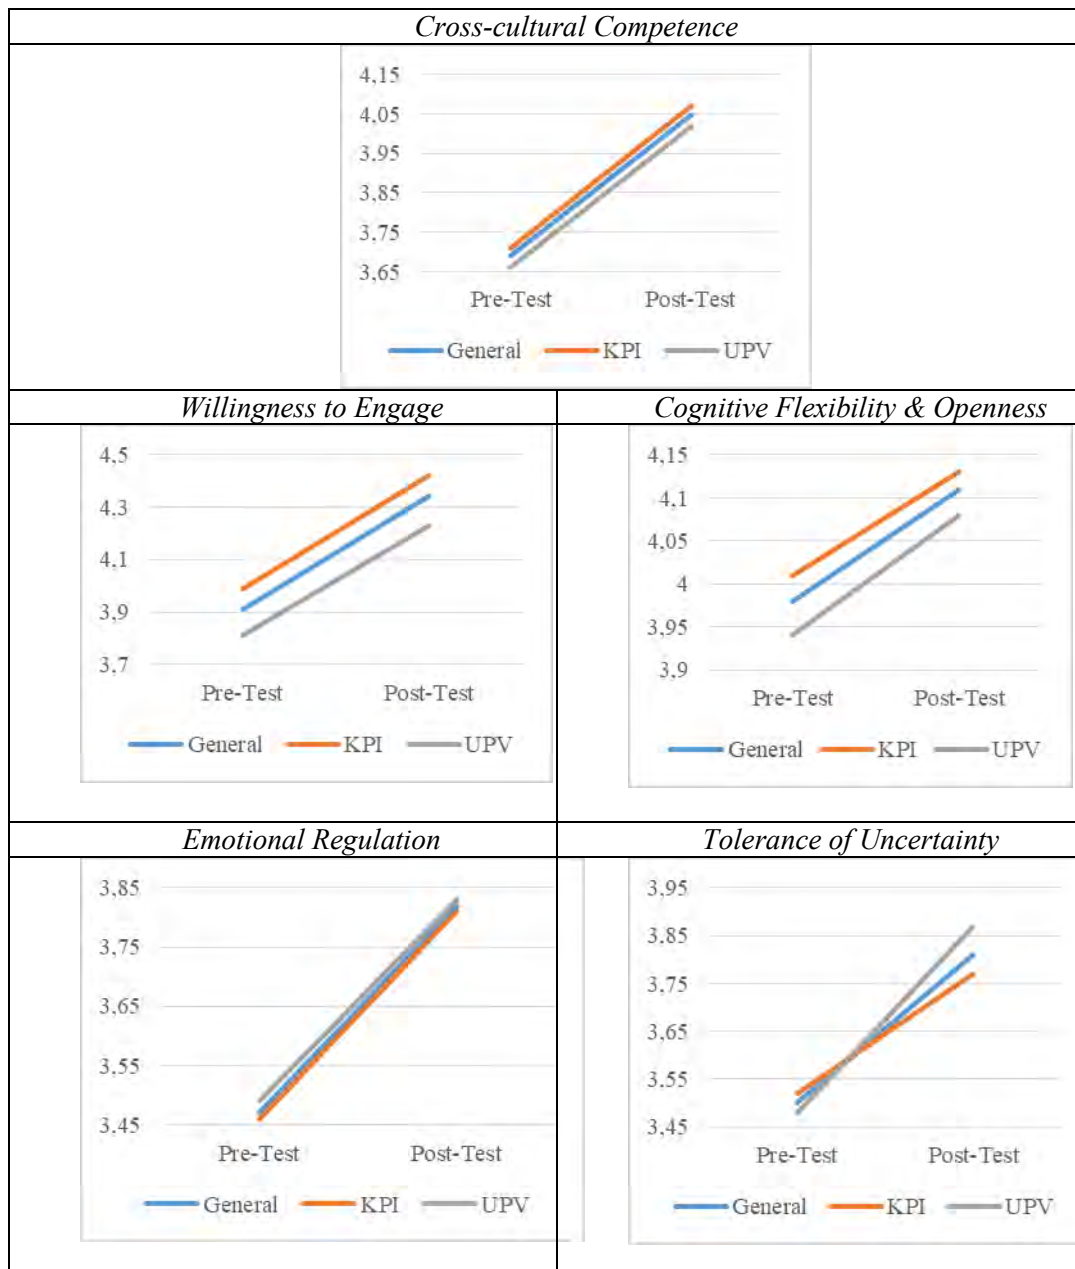 Cross-cultural Competence
4,15
4,05
3,95
3,85
3,75
3,65
Pre-Test Post-Test
General KPI UPV
Willingness to Engage
4,5
4,3
4,1
3,9
3,7
Pre-Test Post-Test
General KPI UPV
Cognitive Flexibility & Openness
4,15
4,1
4,05
4
3,95
3,9
Pre-Test Post-Test
General KPI UPV
Emotional Regulation
3,85
3,75
3,65
3,55
3,45
Pre-Test Post-Test
General KPI UPV
Tolerance of Uncertainty
3,95
3,85
3,75
3,65
3,55
3,45
Pre-Test Post-Test
General KPI UPV